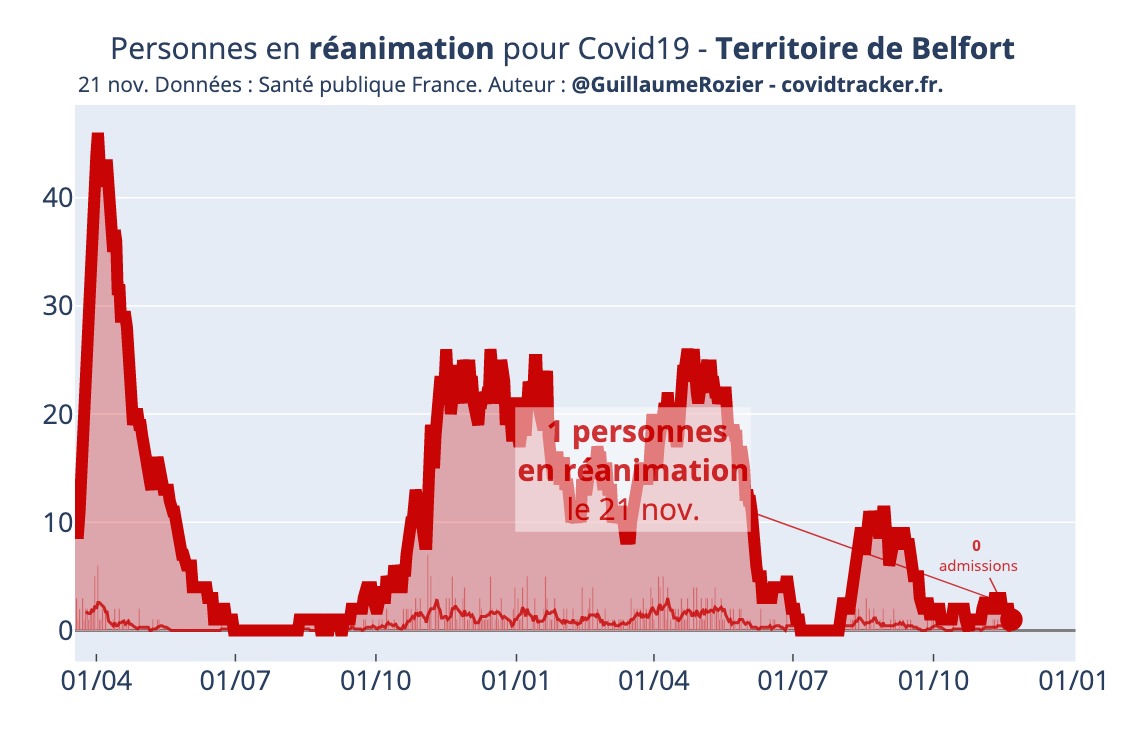 Personnes en réanimation pour Covid19 - Territoire de Belfort
21 nov. Données : Santé publique France. Auteur : @GuillaumeRozier - covidtracker.fr.
40
30
20
10
0
1 personnes
en réanimation
le 21 nov.
0
admissions
01/04
01/07
01/10
01/01
01/04
01/07
01/10
01/01